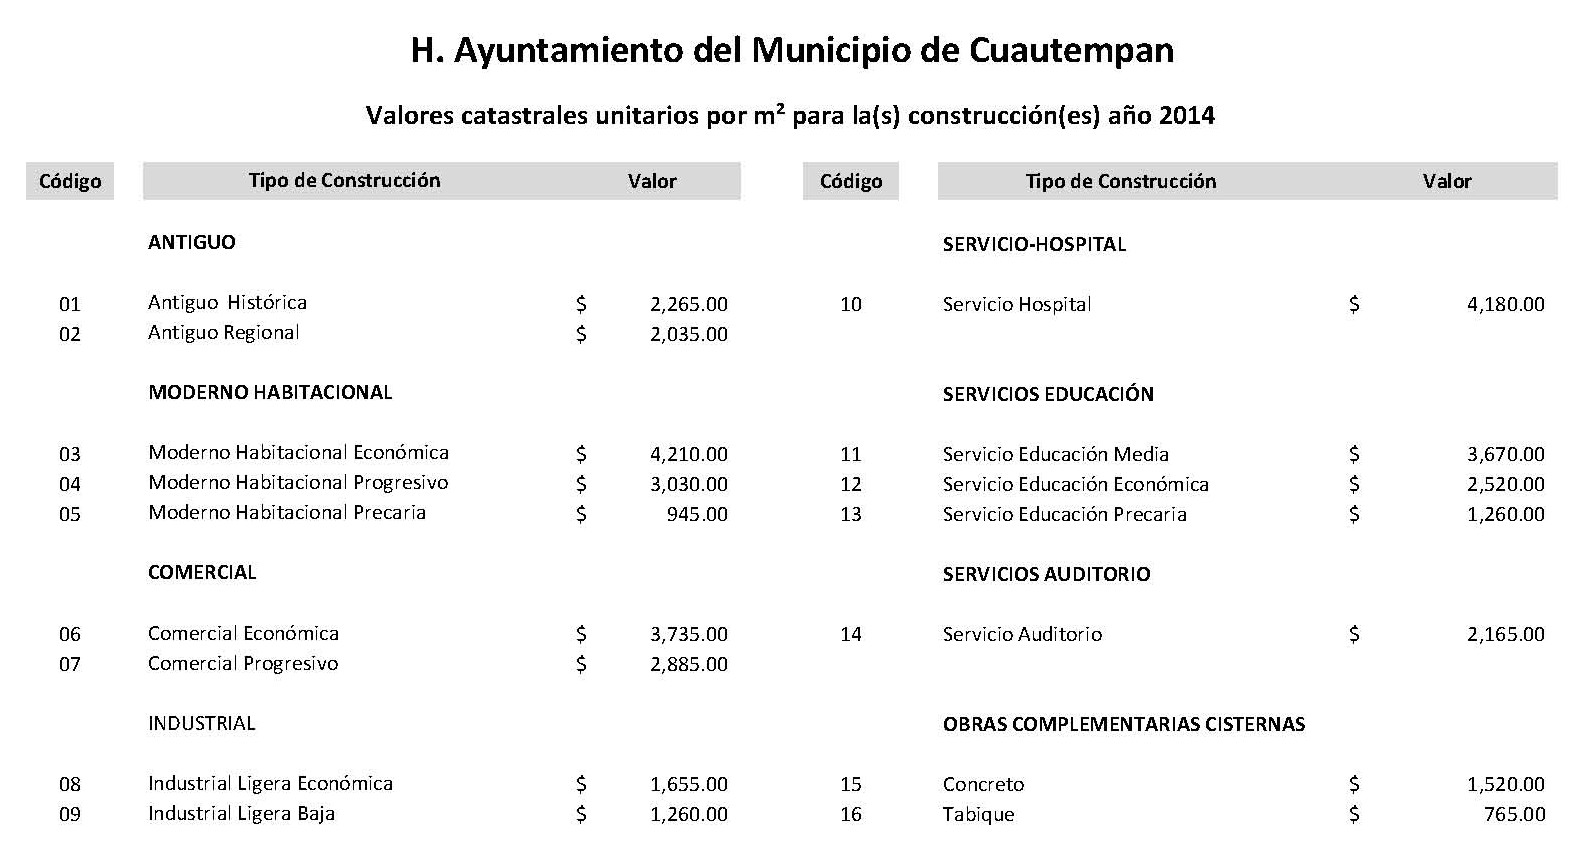 H. Ayuntamiento del Municipio de Cuautempan
Valores catastrales unitarios por m² para la(s) construcción(es) año 2014
Código Tipo de Construcción Valor Código Tipo de Construcción Valor
ANTIGUO SERVICIO-HOSPITAL
01 Antiguo Histórica $ 2,265.00 10 Servicio Hospital $ 4,180.00
02 Antiguo Regional $ 2,035.00
MODERNO HABITACIONAL SERVICIOS EDUCACIÓN
03 Moderno Habitacional Económica $ 4,210.00 11 Servicio Educación Media $ 3,670.00
04 Moderno Habitacional Progresivo $ 3,030.00 12 Servicio Educación Económica $ 2,520.00
05 Moderno Habitacional Precaria $ 945.00 13 Servicio Educación Precaria $ 1,260.00
COMERCIAL SERVICIOS AUDITORIO
06 Comercial Económica $ 3,735.00 14 Servicio Auditorio $ 2,165.00
07 Comercial Progresivo $ 2,885.00
INDUSTRIAL OBRAS COMPLEMENTARIAS CISTERNAS
08 Industrial Ligera Económica $ 1,655.00 15 Concreto $ 1,520.00
09 Industrial Ligera Baja $ 1,260.00 16 Tabique $ 765.00